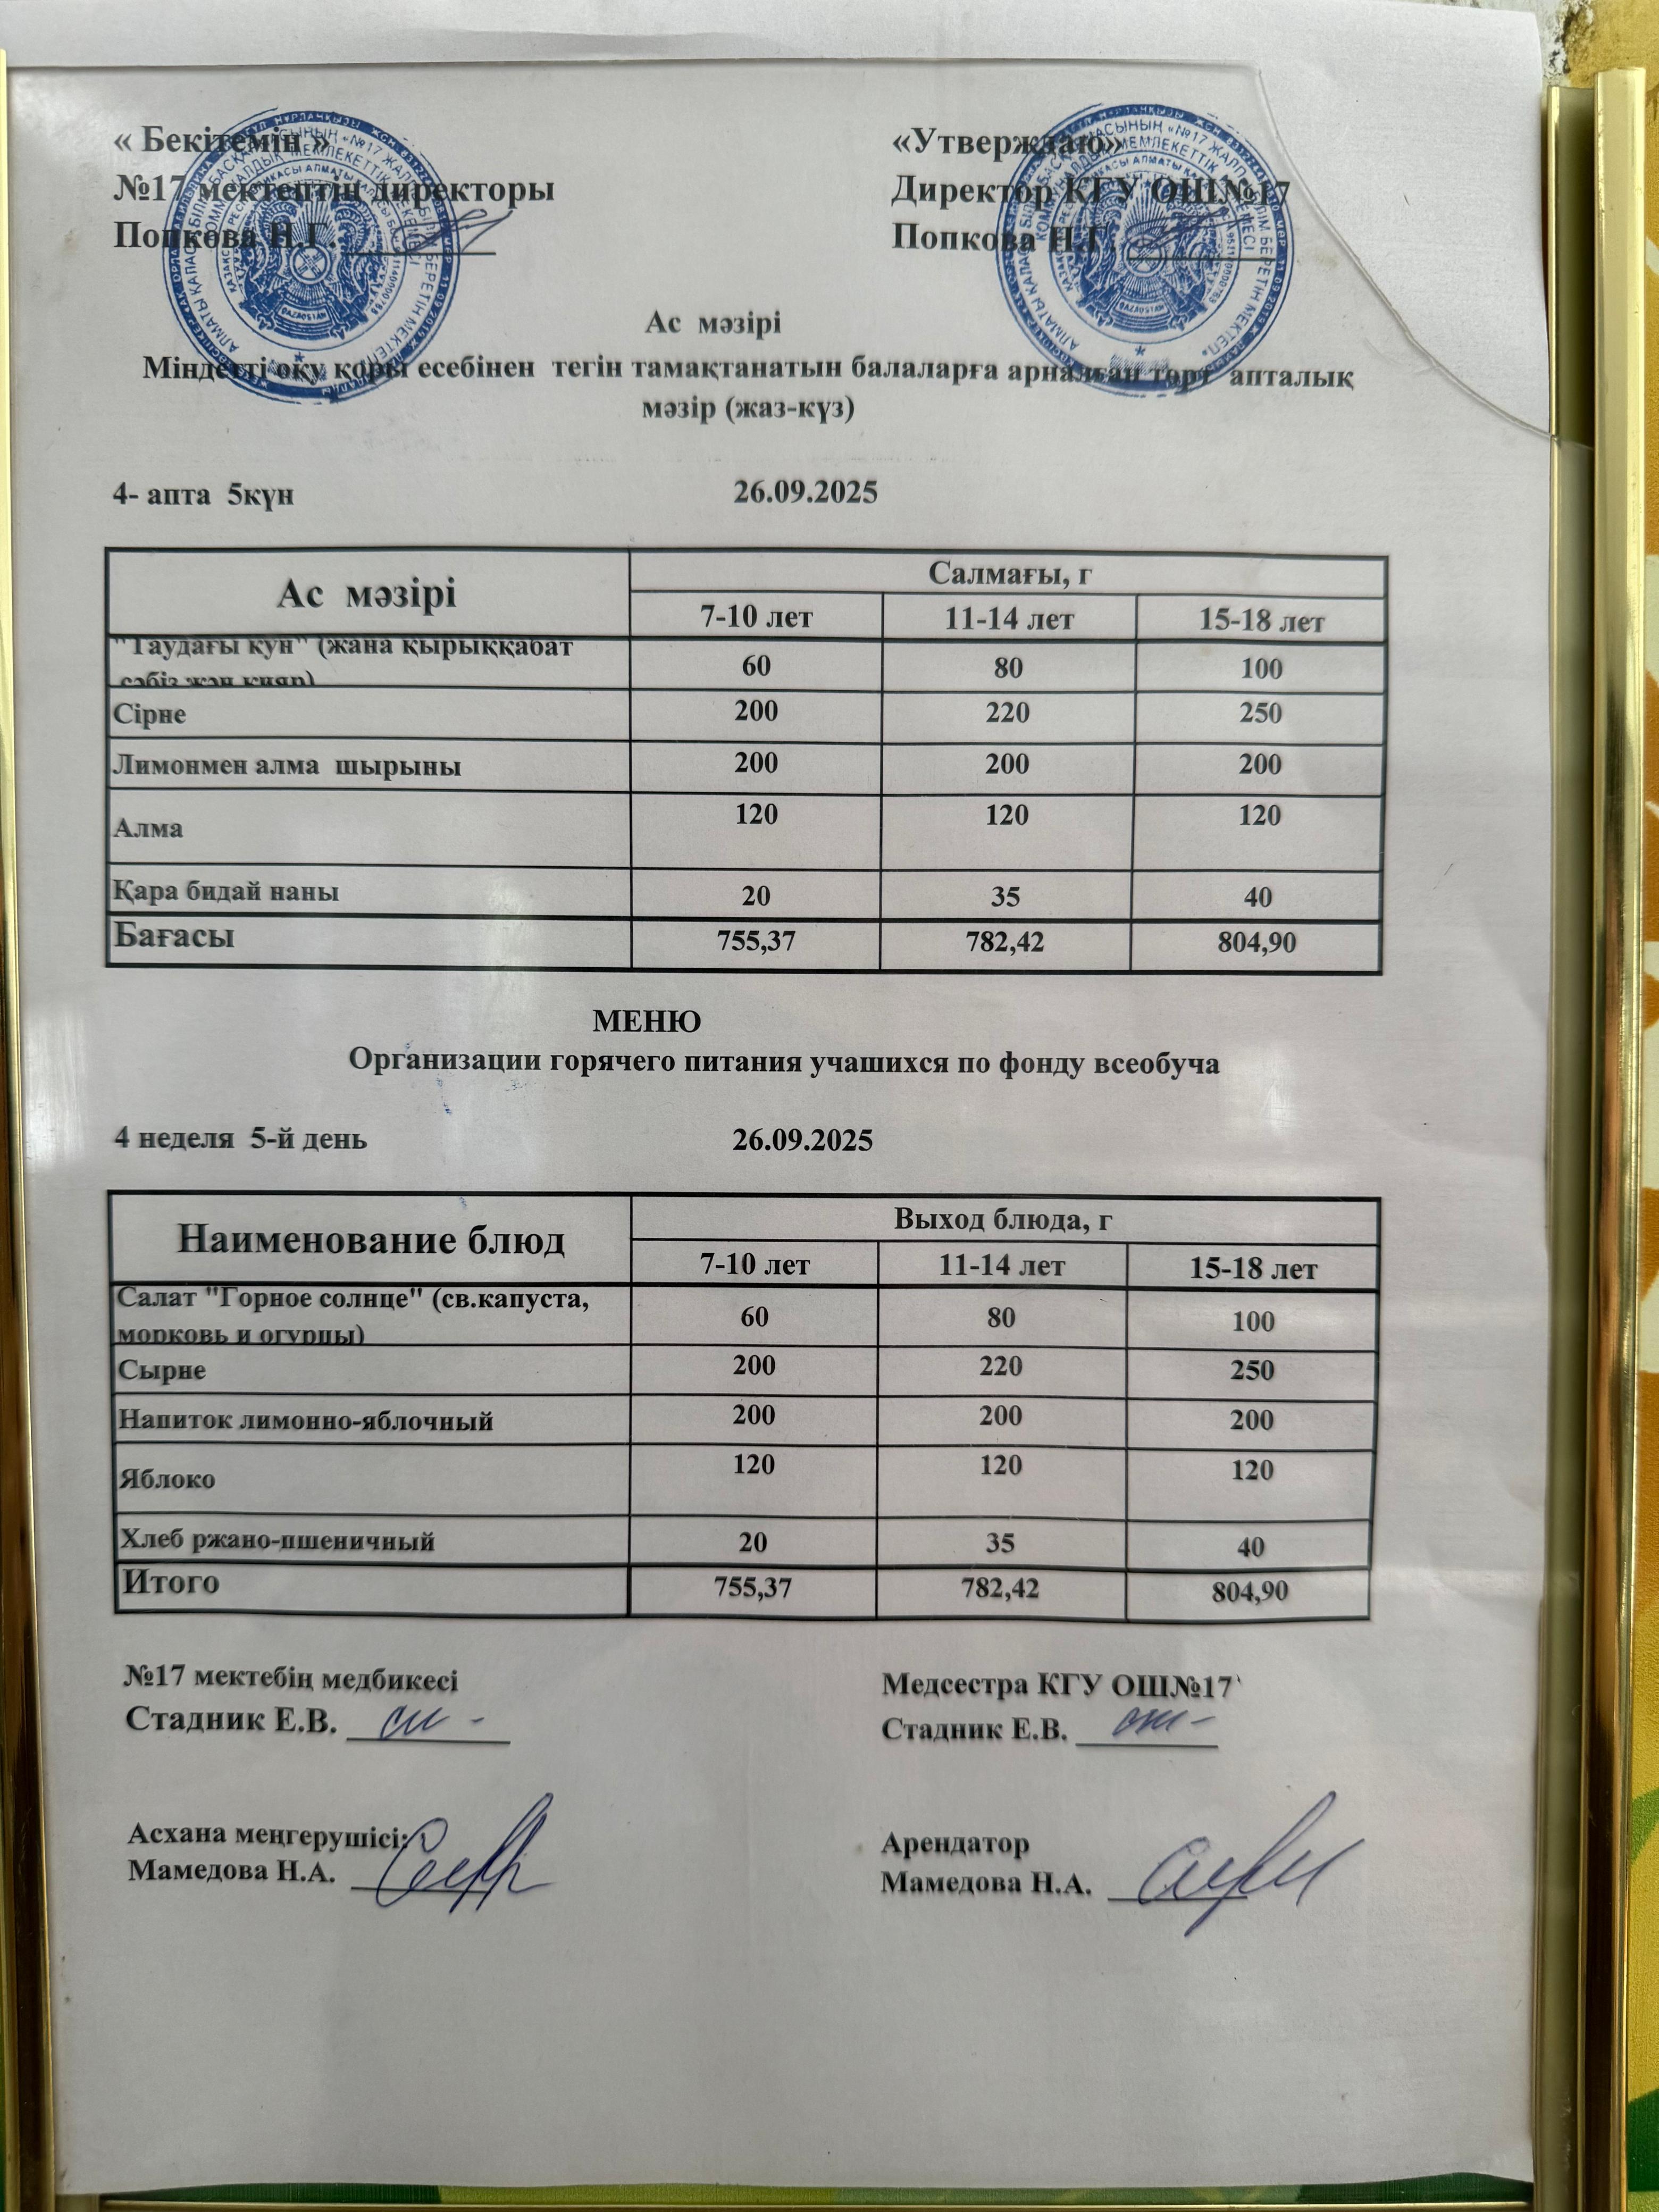 « Бекітемін » «Утверждаю»
№17 мектептің директоры Директор КГУ ОШ№17
Попкова Н.Г. Попкова Н.Г.
Ас мәзірі
Міндетті оқу қоры есебінен тегін тамақтанатын балаларға арналған төрт апталық
мәзір (жаз-күз)
4- апта 5күн 26.09.2025
Ас мәзірі Салмағы, г
7-10 лет 11-14 лет 15-18 лет
"Таудағы күн" (жана қырыққабат
сәбіз жән кияр) 60 80 100
Сірне 200 220 250
Лимонмен алма шырыны 200 200 200
Алма 120 120 120
Қара бидай наны 20 35 40
Бағасы 755,37 782,42 804,90
МЕНЮ
Организации горячего питания учашихся по фонду всеобуча
4 неделя 5-й день 26.09.2025
Наименование блюд Выход блюда, г
7-10 лет 11-14 лет 15-18 лет
Салат "Горное солнце" (св.капуста,
морковь и огурцы) 60 80 100
Сырне 200 220 250
Напиток лимонно-яблочный 200 200 200
Яблоко 120 120 120
Хлеб ржано-пшеничный 20 35 40
Итого 755,37 782,42 804,90
№17 мектебің медбикесі Медсестра КГУ ОШ№17
Стадник Е.В. Стадник Е.В.
Асхана меңгерушісі: Арендатор
Мамедова Н.А. Мамедова Н.А.